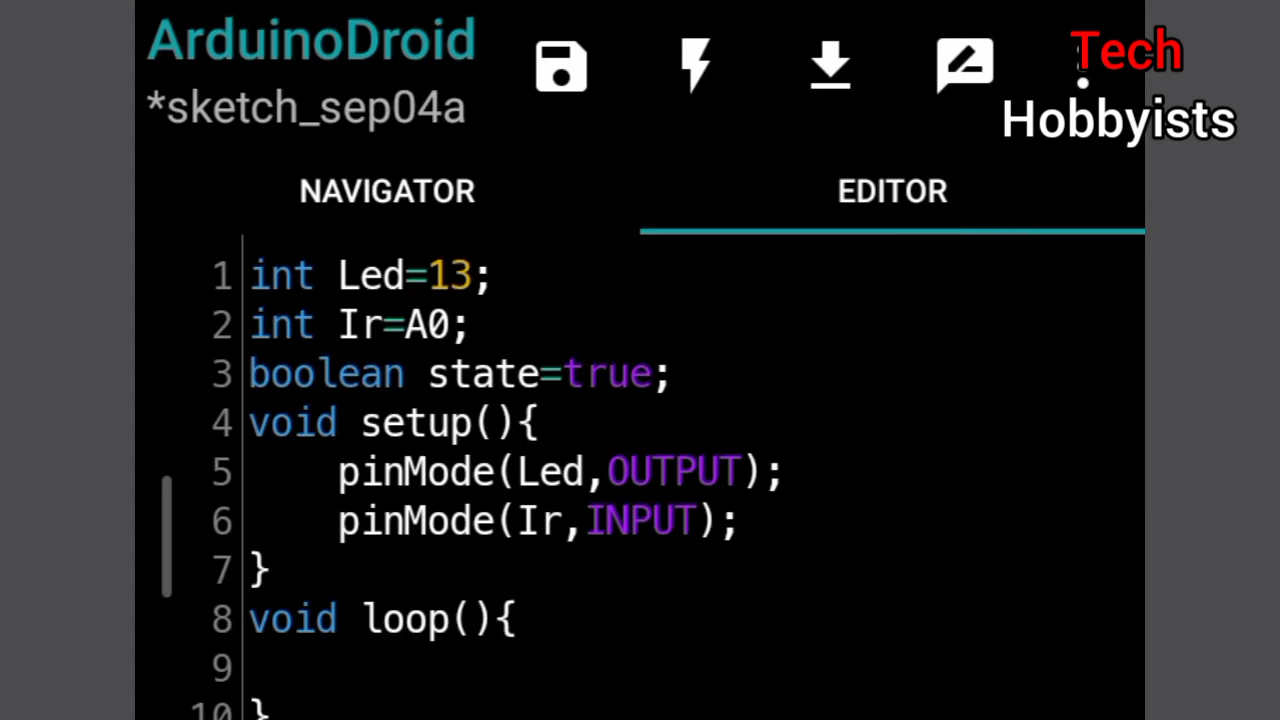 ArduinoDroid
*sketch_sep04a
Tech
Hobbyists
NAVIGATOR
EDITOR
1 int Led=13;
2 int Ir=A0;
3 boolean state=true;
4 void setup(){
5     pinMode(Led,OUTPUT);
6     pinMode(Ir,INPUT);
7 }
8 void loop(){
9
10 }